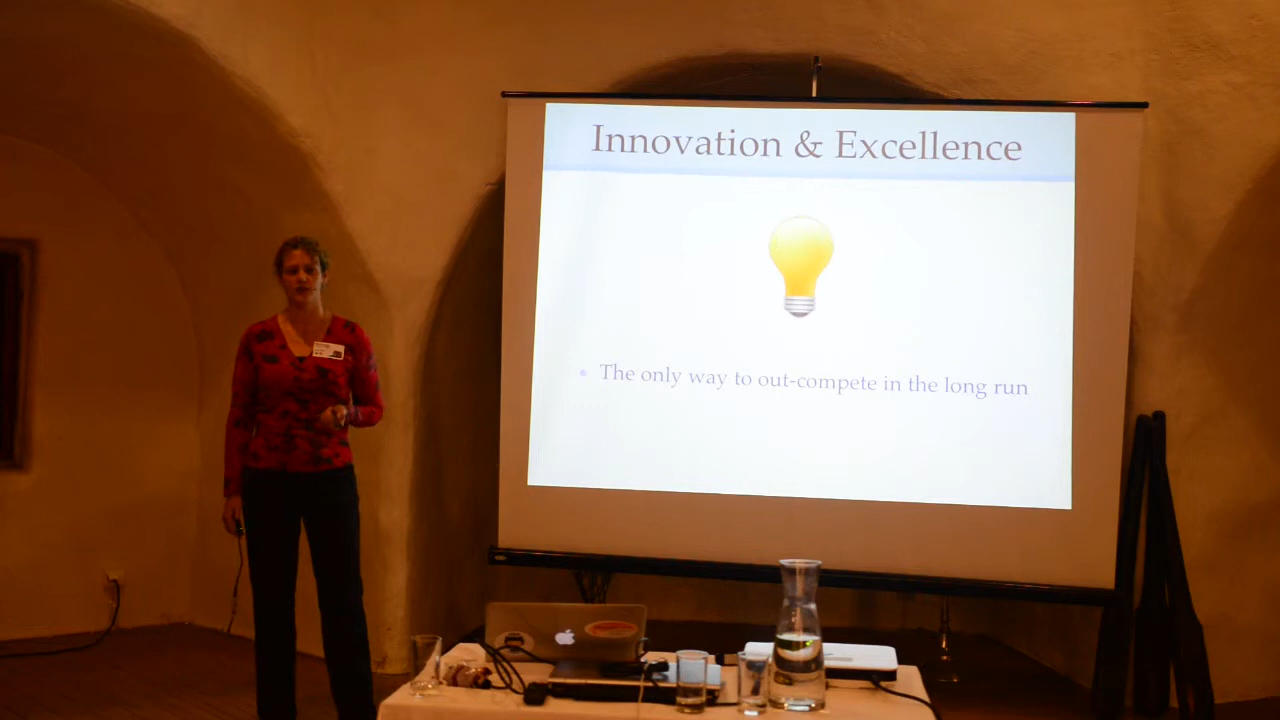 Innovation & Excellence
• The only way to out-compete in the long run